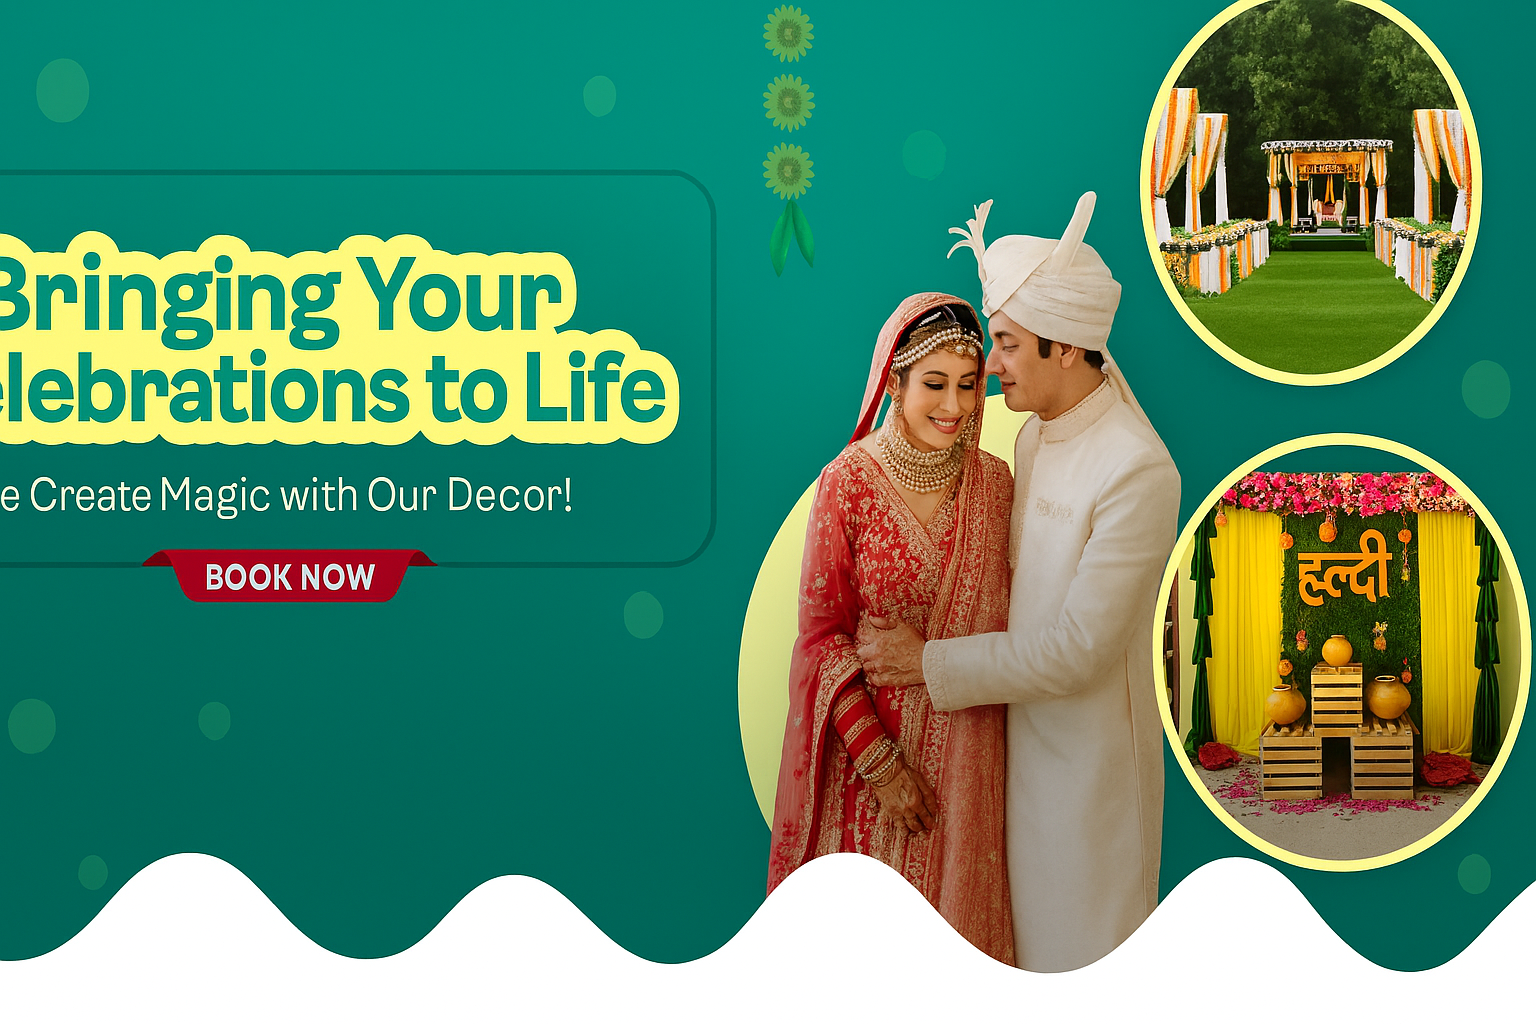 Bringing Your
elebrations to Life
e Create Magic with Our Decor!
BOOK NOW
हल्दी